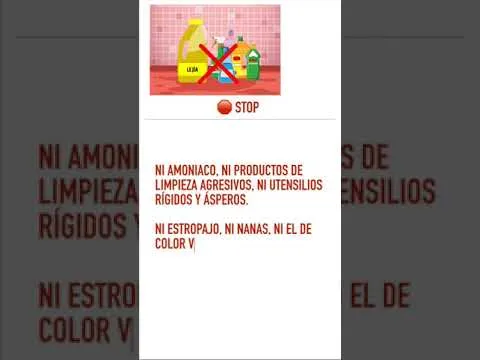 LEJÍA
🛑 STOP
NI AMONIACO, NI PRODUCTOS DE
LIMPIEZA AGRESIVOS, NI UTENSILIOS
RÍGIDOS Y ÁSPEROS.
NI ESTROPAJO, NI NANAS, NI EL DE
COLOR V